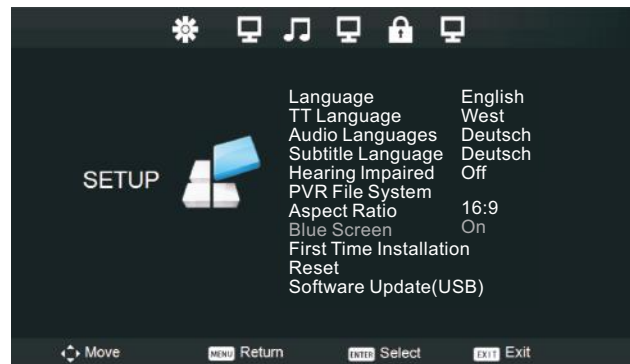 Language English
TT Language West
Audio Languages Deutsch
Subtitle Language Deutsch
Hearing Impaired Off
PVR File System
Aspect Ratio 16:9
Blue Screen On
First Time Installation
Reset
Software Update(USB)
SETUP
Move MENU Return ENTER Select EXIT Exit